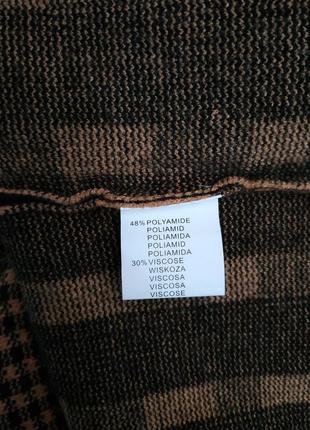 48% POLYAMIDE
POLIAMID
POLIAMIDA
POLIAMID
POLIAMIDA
30% VISCOSE
WISKOZA
VISCOSA
VISCOSA
VISCOSE